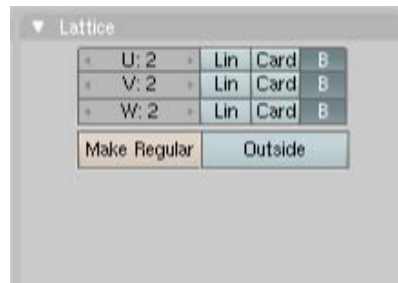 Lattice
U: 2 Lin Card B
V: 2 Lin Card B
W: 2 Lin Card B
Make Regular Outside